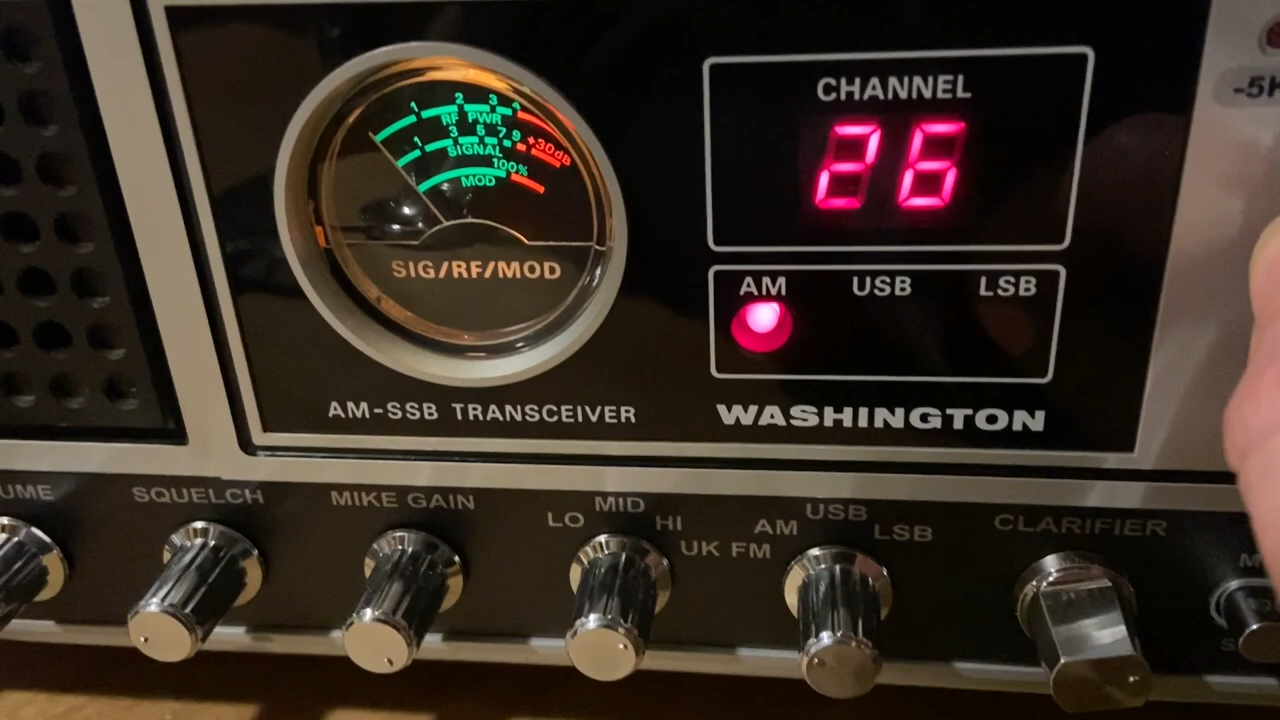 1 2 3 4
RF PWR
1 3 5 7 9 +30dB
SIGNAL
100%
MOD
SIG/RF/MOD
AM-SSB TRANSCEIVER
CHANNEL
26
AM USB LSB
WASHINGTON
-5
UME SQUELCH MIKE GAIN
LO MID HI
UK FM AM USB LSB
CLARIFIER